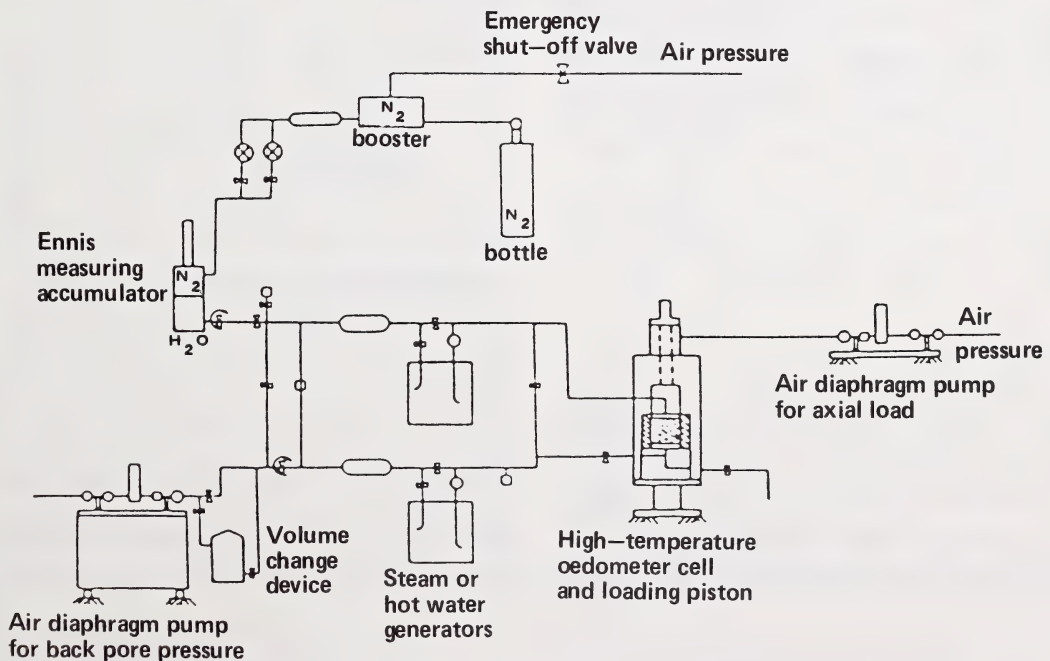 Emergency
shut—off valve
Air pressure
N2
booster
N2
bottle
Ennis
measuring
accumulator
N2
H2O
Air
pressure
Air diaphragm pump
for axial load
Volume
change
device
Steam or
hot water
generators
High—temperature
oedometer cell
and loading piston
Air diaphragm pump
for back pore pressure